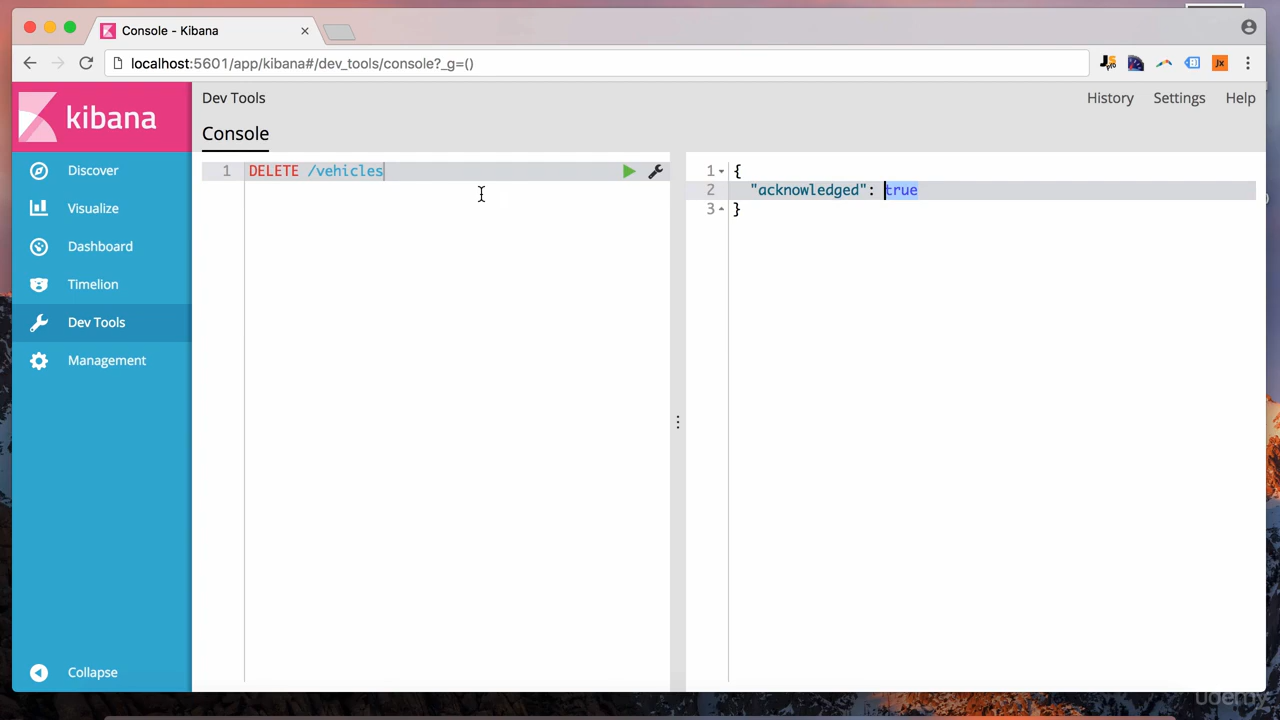 Console - Kibana
localhost:5601/app/kibana#/dev_tools/console?_g=()
kibana
Dev Tools
History Settings Help
Console
Discover
Visualize
Dashboard
Timelion
Dev Tools
Management
Collapse
1 DELETE /vehicles
1 {
2 "acknowledged": true
3 }
udemy